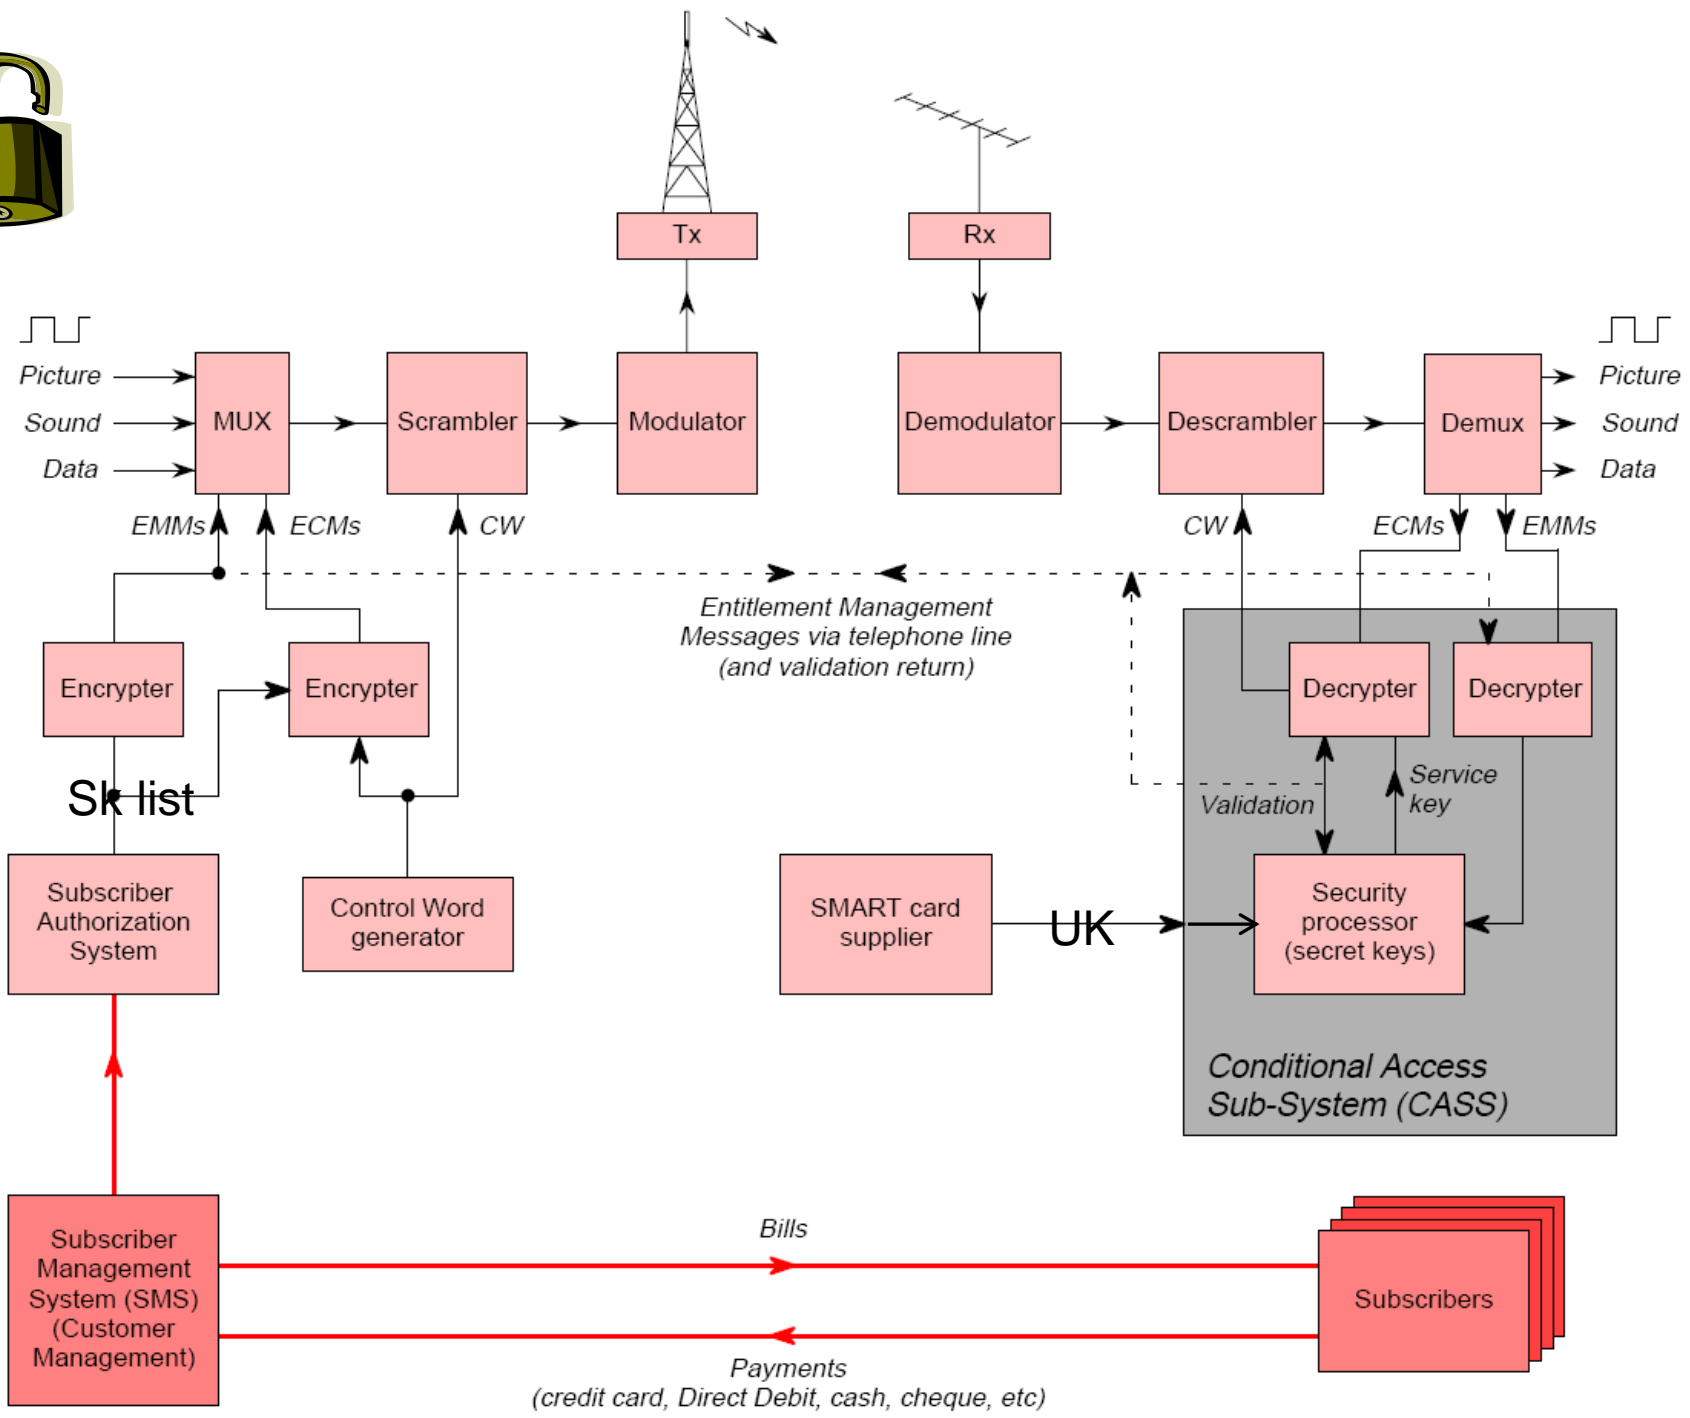 Tx
Rx
Picture
Sound
Data
MUX
Scrambler
Modulator
Demodulator
Descrambler
Demux
Picture
Sound
Data
EMMs
ECMs
CW
CW
ECMs
EMMs
Entitlement Management
Messages via telephone line
(and validation return)
Encrypter
Encrypter
Decrypter
Decrypter
Sk list
Validation
Service
key
Subscriber
Authorization
System
Control Word
generator
SMART card
supplier
UK
Security
processor
(secret keys)
Conditional Access
Sub-System (CASS)
Subscriber
Management
System (SMS)
(Customer
Management)
Bills
Subscribers
Payments
(credit card, Direct Debit, cash, cheque, etc)